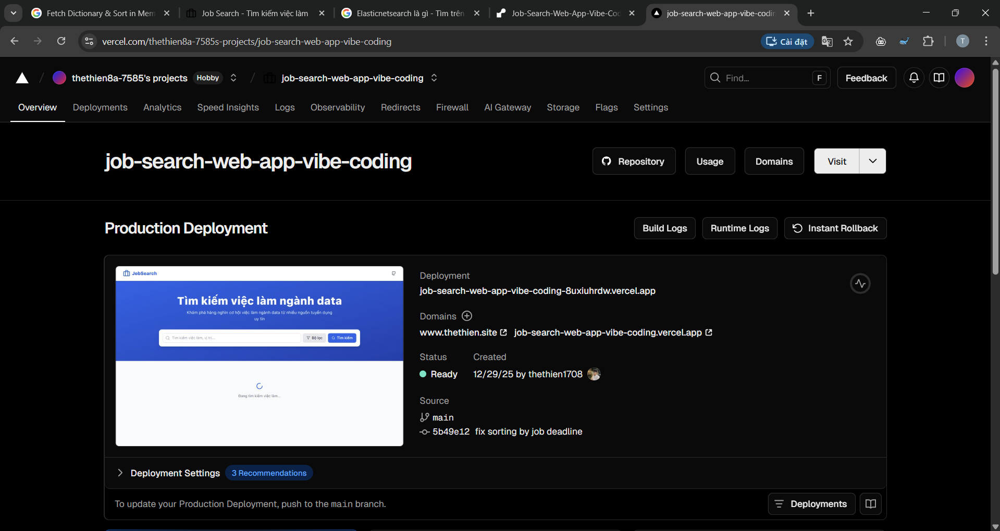 Fetch Dictionary & Sort in Mem
Job Search - Tìm kiếm việc làm
Elasticnetsearch là gì - Tìm trên
Job-Search-Web-App-Vibe-Co
job-search-web-app-vibe-codin
vercel.com/thethien8a-7585s-projects/job-search-web-app-vibe-coding
Cài đặt
T
thethien8a-7585's projects Hobby
job-search-web-app-vibe-coding
Find...
F
Feedback
Overview Deployments Analytics Speed Insights Logs Observability Redirects Firewall AI Gateway Storage Flags Settings
job-search-web-app-vibe-coding
Repository
Usage
Domains
Visit
Production Deployment
Build Logs
Runtime Logs
Instant Rollback
JobSearch
Tìm kiếm việc làm ngành data
Khám phá hàng nghìn cơ hội việc làm ngành data từ nhiều nguồn tuyển dụng
uy tín
Tìm kiếm việc làm, vị trí...
Bộ lọc
Tìm kiếm
Đang tìm kiếm việc làm...
Deployment
job-search-web-app-vibe-coding-8uxiuhrdw.vercel.app
Domains
www.thethien.site job-search-web-app-vibe-coding.vercel.app
Status Created
Ready 12/29/25 by thethien1708
Source
main
5b49e12 fix sorting by job deadline
Deployment Settings 3 Recommendations
To update your Production Deployment, push to the main branch.
Deployments